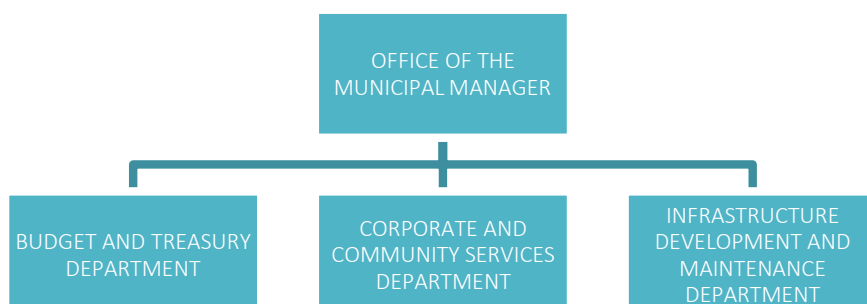 OFFICE OF THE
MUNICIPAL MANAGER
BUDGET AND TREASURY
DEPARTMENT
CORPORATE AND
COMMUNITY SERVICES
DEPARTMENT
INFRASTRUCTURE
DEVELOPMENT AND
MAINTENANCE
DEPARTMENT